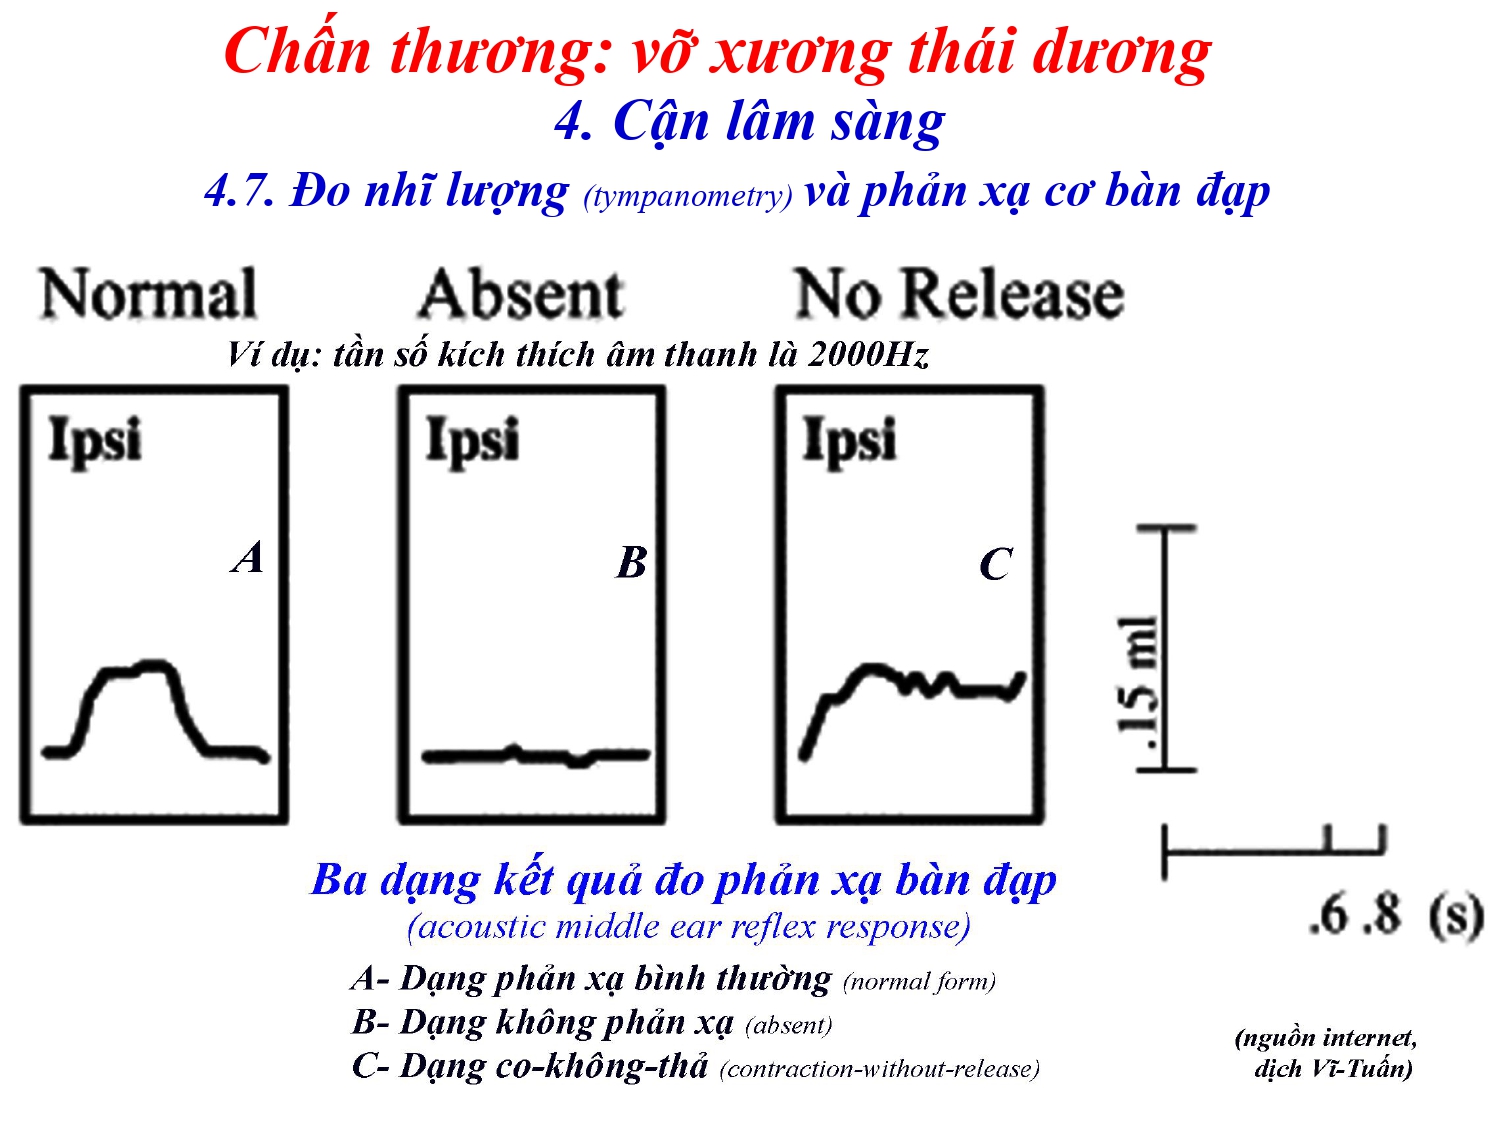 Chấn thương: vỡ xương thái dương
4. Cận lâm sàng
4.7. Đo nhĩ lượng (tympanometry) và phản xạ cơ bàn đạp
Normal Absent No Release
Ví dụ: tần số kích thích âm thanh là 2000Hz
Ipsi Ipsi Ipsi
A B C
.15 ml
.6 .8 (s)
Ba dạng kết quả đo phản xạ bàn đạp
(acoustic middle ear reflex response)
A- Dạng phản xạ bình thường (normal form)
B- Dạng không phản xạ (absent)
C- Dạng co-không-thả (contraction-without-release)
(nguồn internet,
dịch Vĩ-Tuấn)